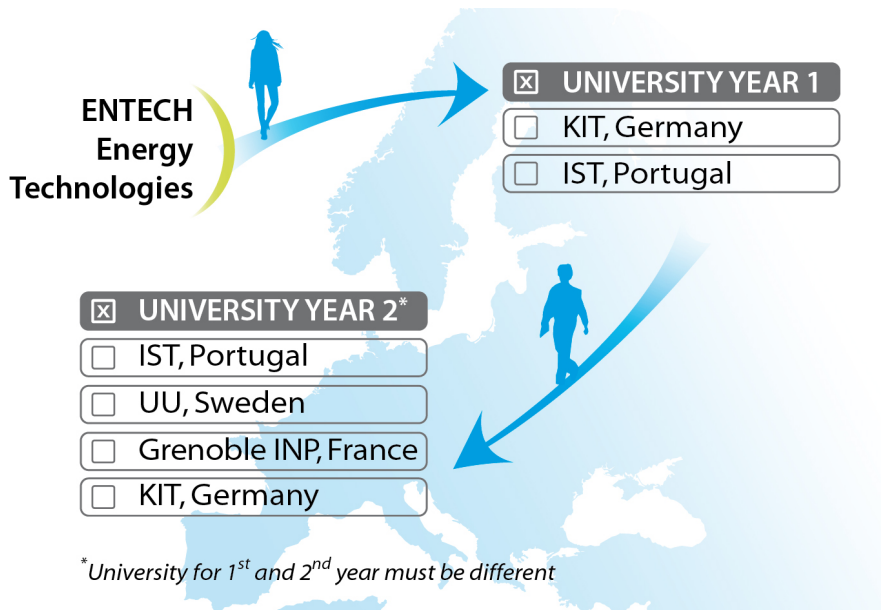 ENTECH
Energy
Technologies
UNIVERSITY YEAR 1
KIT, Germany
IST, Portugal
UNIVERSITY YEAR 2*
IST, Portugal
UU, Sweden
Grenoble INP, France
KIT, Germany
*University for 1st and 2nd year must be different